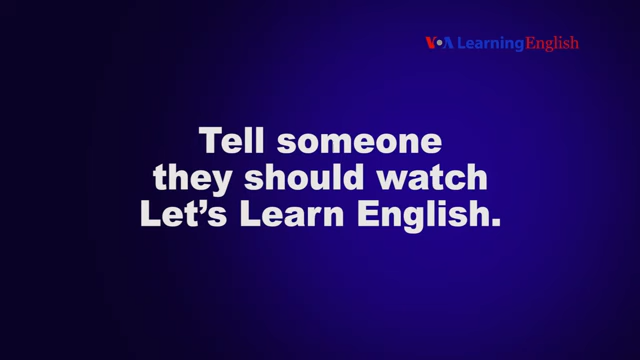 VOA Learning English
Tell someone
they should watch
Let's Learn English.